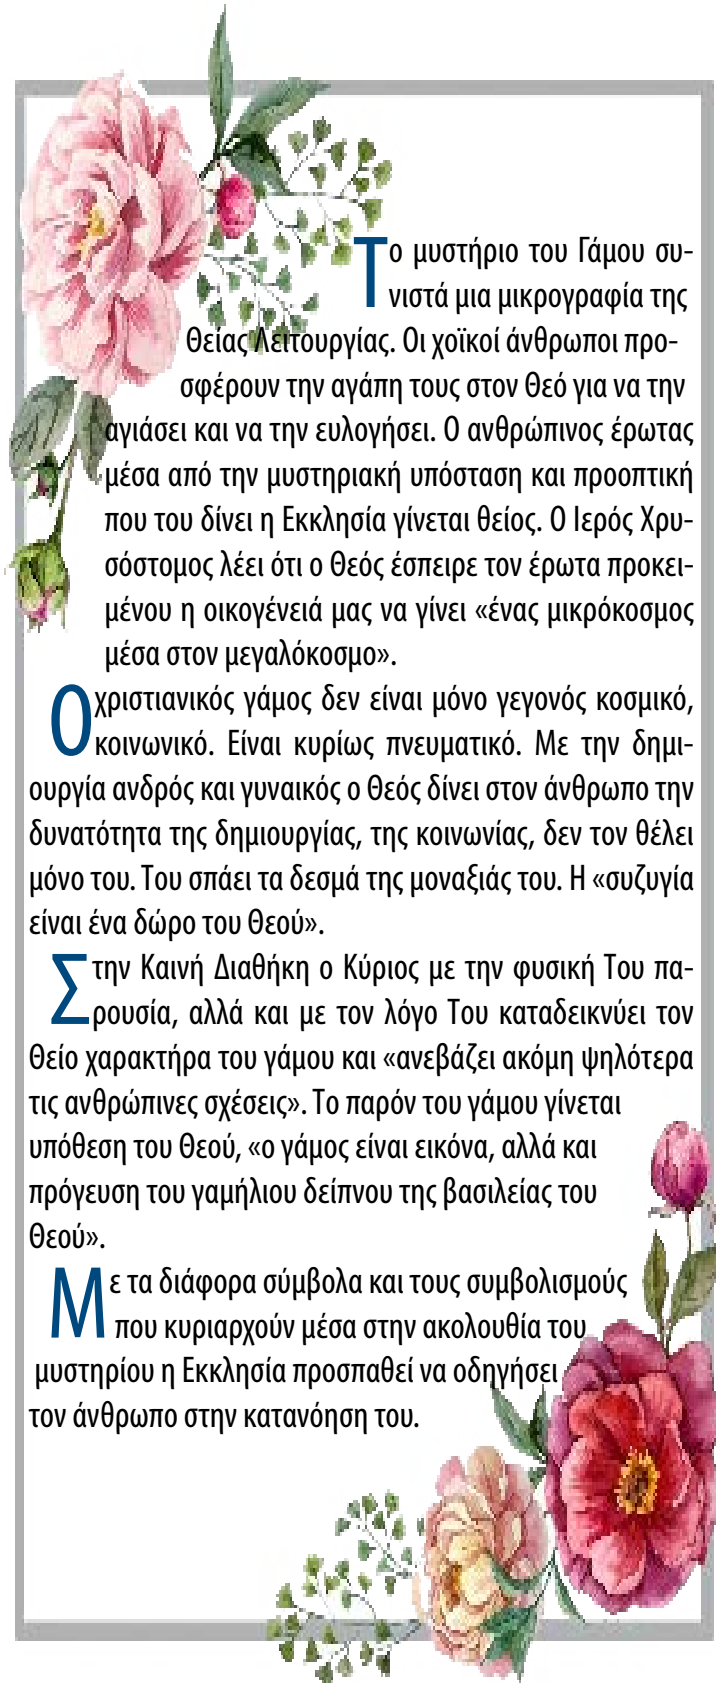 Το μυστήριο του Γάμου συ-
νιστά μια μικρογραφία της
Θείας Λειτουργίας. Οι χοϊκοί άνθρωποι προ-
σφέρουν την αγάπη τους στον Θεό για να την
αγιάσει και να την ευλογήσει. Ο ανθρώπινος έρωτας
μέσα από την μυστηριακή υπόσταση και προοπτική
που του δίνει η Εκκλησία γίνεται θείος. Ο Ιερός Χρυ-
σόστομος λέει ότι ο Θεός έσπειρε τον έρωτα προκει-
μένου η οικογένειά μας να γίνει «ένας μικρόκοσμος
μέσα στον μεγαλόκοσμο».
Ο χριστιανικός γάμος δεν είναι μόνο γεγονός κοσμικό,
κοινωνικό. Είναι κυρίως πνευματικό. Με την δημι-
ουργία ανδρός και γυναικός ο Θεός δίνει στον άνθρωπο την
δυνατότητα της δημιουργίας, της κοινωνίας, δεν τον θέλει
μόνο του. Του σπάει τα δεσμά της μοναξιάς του. Η «συζυγία
είναι ένα δώρο του Θεού».
Στην Καινή Διαθήκη ο Κύριος με την φυσική Του πα-
ρουσία, αλλά και με τον λόγο Του καταδεικνύει τον
Θείο χαρακτήρα του γάμου και «ανεβάζει ακόμη ψηλότερα
τις ανθρώπινες σχέσεις». Το παρόν του γάμου γίνεται
υπόθεση του Θεού, «ο γάμος είναι εικόνα, αλλά και
πρόγευση του γαμήλιου δείπνου της βασιλείας του
Θεού».
Με τα διάφορα σύμβολα και τους συμβολισμούς
που κυριαρχούν μέσα στην ακολουθία του
μυστηρίου η Εκκλησία προσπαθεί να οδηγήσει
τον άνθρωπο στην κατανόηση του.